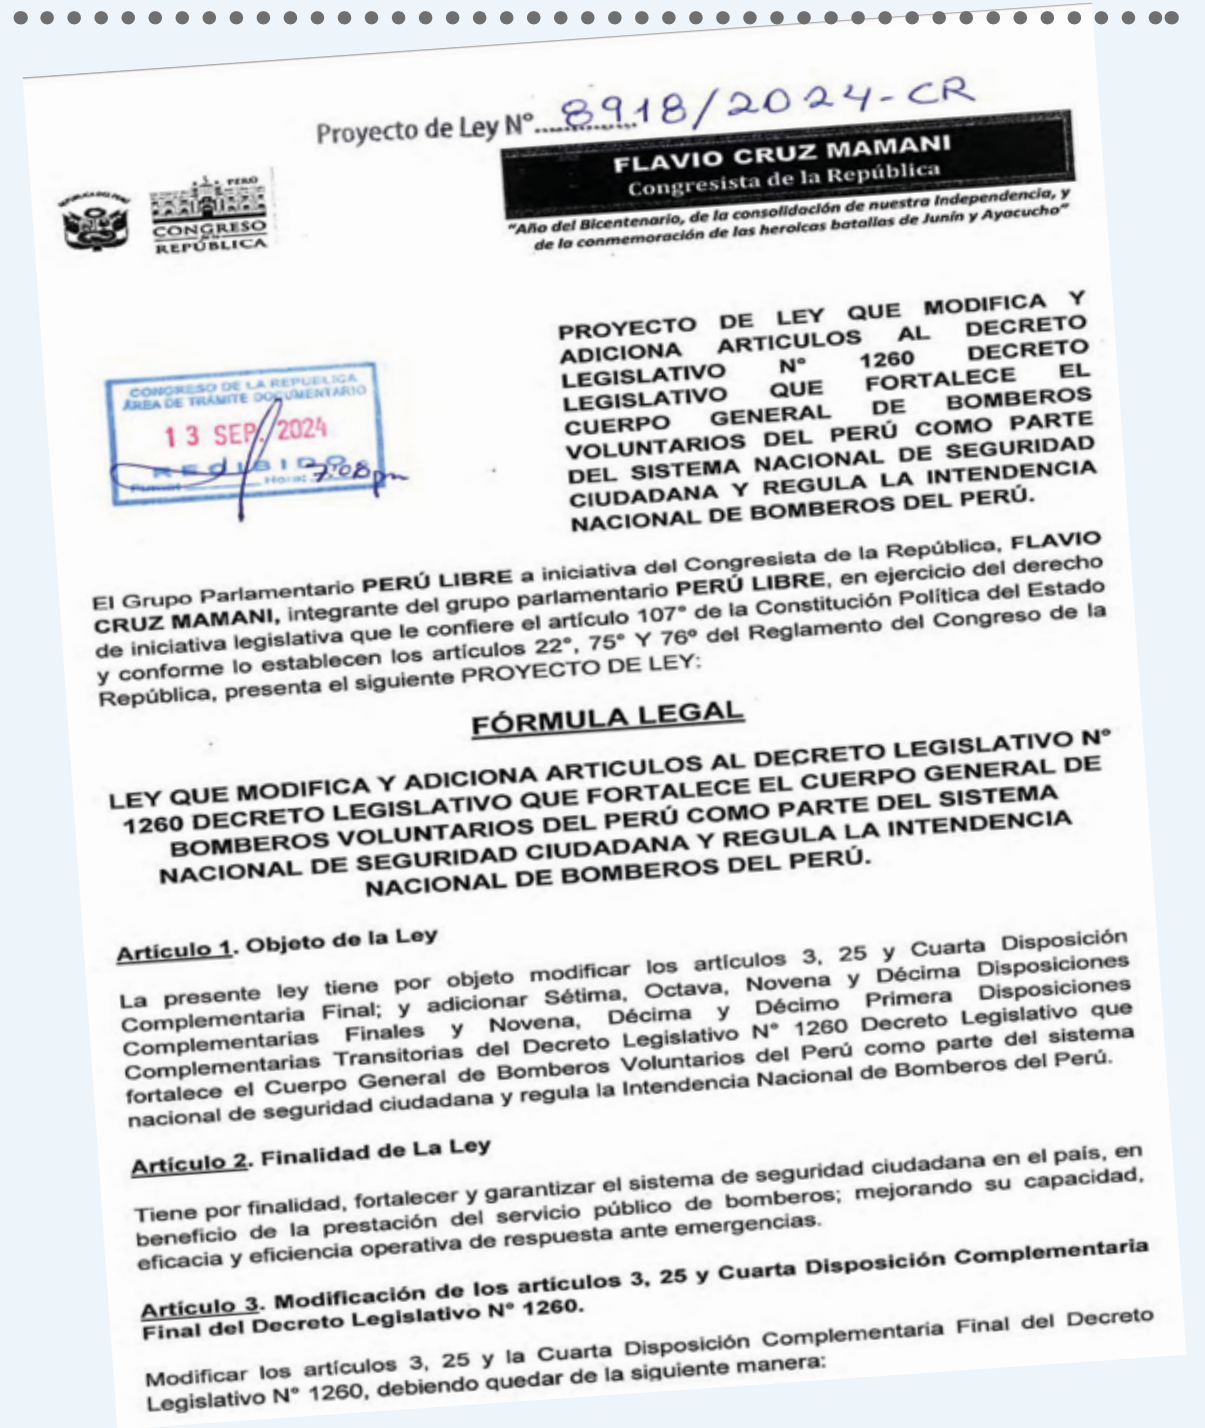 Proyecto de Ley N° 8918/2024-CR
FLAVIO CRUZ MAMANI
Congresista de la República
"Año del Bicentenario, de la consolidación de nuestra Independencia, y
de la conmemoración de las heroicas batallas de Junín y Ayacucho"
REPÚBLICA DEL PERÚ
PERÚ
CONGRESO
REPÚBLICA
PROYECTO DE LEY QUE MODIFICA Y
ADICIONA ARTICULOS AL DECRETO
LEGISLATIVO N° 1260 DECRETO
LEGISLATIVO QUE FORTALECE EL
CUERPO GENERAL DE BOMBEROS
VOLUNTARIOS DEL PERÚ COMO PARTE
DEL SISTEMA NACIONAL DE SEGURIDAD
CIUDADANA Y REGULA LA INTENDENCIA
NACIONAL DE BOMBEROS DEL PERÚ.
CONGRESO DE LA REPUBLICA
ÁREA DE TRÁMITE DOCUMENTARIO
13 SEP. 2024
RECIBIDO
Firma: Hora: 7:08pm
El Grupo Parlamentario PERÚ LIBRE a iniciativa del Congresista de la República, FLAVIO
CRUZ MAMANI, integrante del grupo parlamentario PERÚ LIBRE, en ejercicio del derecho
de iniciativa legislativa que le confiere el artículo 107° de la Constitución Política del Estado
y conforme lo establecen los artículos 22°, 75° Y 76° del Reglamento del Congreso de la
República, presenta el siguiente PROYECTO DE LEY:
FÓRMULA LEGAL
LEY QUE MODIFICA Y ADICIONA ARTICULOS AL DECRETO LEGISLATIVO N°
1260 DECRETO LEGISLATIVO QUE FORTALECE EL CUERPO GENERAL DE
BOMBEROS VOLUNTARIOS DEL PERÚ COMO PARTE DEL SISTEMA
NACIONAL DE SEGURIDAD CIUDADANA Y REGULA LA INTENDENCIA
NACIONAL DE BOMBEROS DEL PERÚ.
Artículo 1. Objeto de la Ley
La presente ley tiene por objeto modificar los artículos 3, 25 y Cuarta Disposición
Complementaria Final; y adicionar Sétima, Octava, Novena y Décima Disposiciones
Complementarias Finales y Novena, Décima y Décimo Primera Disposiciones
Complementarias Transitorias del Decreto Legislativo N° 1260 Decreto Legislativo que
fortalece el Cuerpo General de Bomberos Voluntarios del Perú como parte del sistema
nacional de seguridad ciudadana y regula la Intendencia Nacional de Bomberos del Perú.
Artículo 2. Finalidad de La Ley
Tiene por finalidad, fortalecer y garantizar el sistema de seguridad ciudadana en el país, en
beneficio de la prestación del servicio público de bomberos; mejorando su capacidad,
eficacia y eficiencia operativa de respuesta ante emergencias.
Artículo 3. Modificación de los artículos 3, 25 y Cuarta Disposición Complementaria
Final del Decreto Legislativo N° 1260.
Modificar los artículos 3, 25 y la Cuarta Disposición Complementaria Final del Decreto
Legislativo N° 1260, debiendo quedar de la siguiente manera: